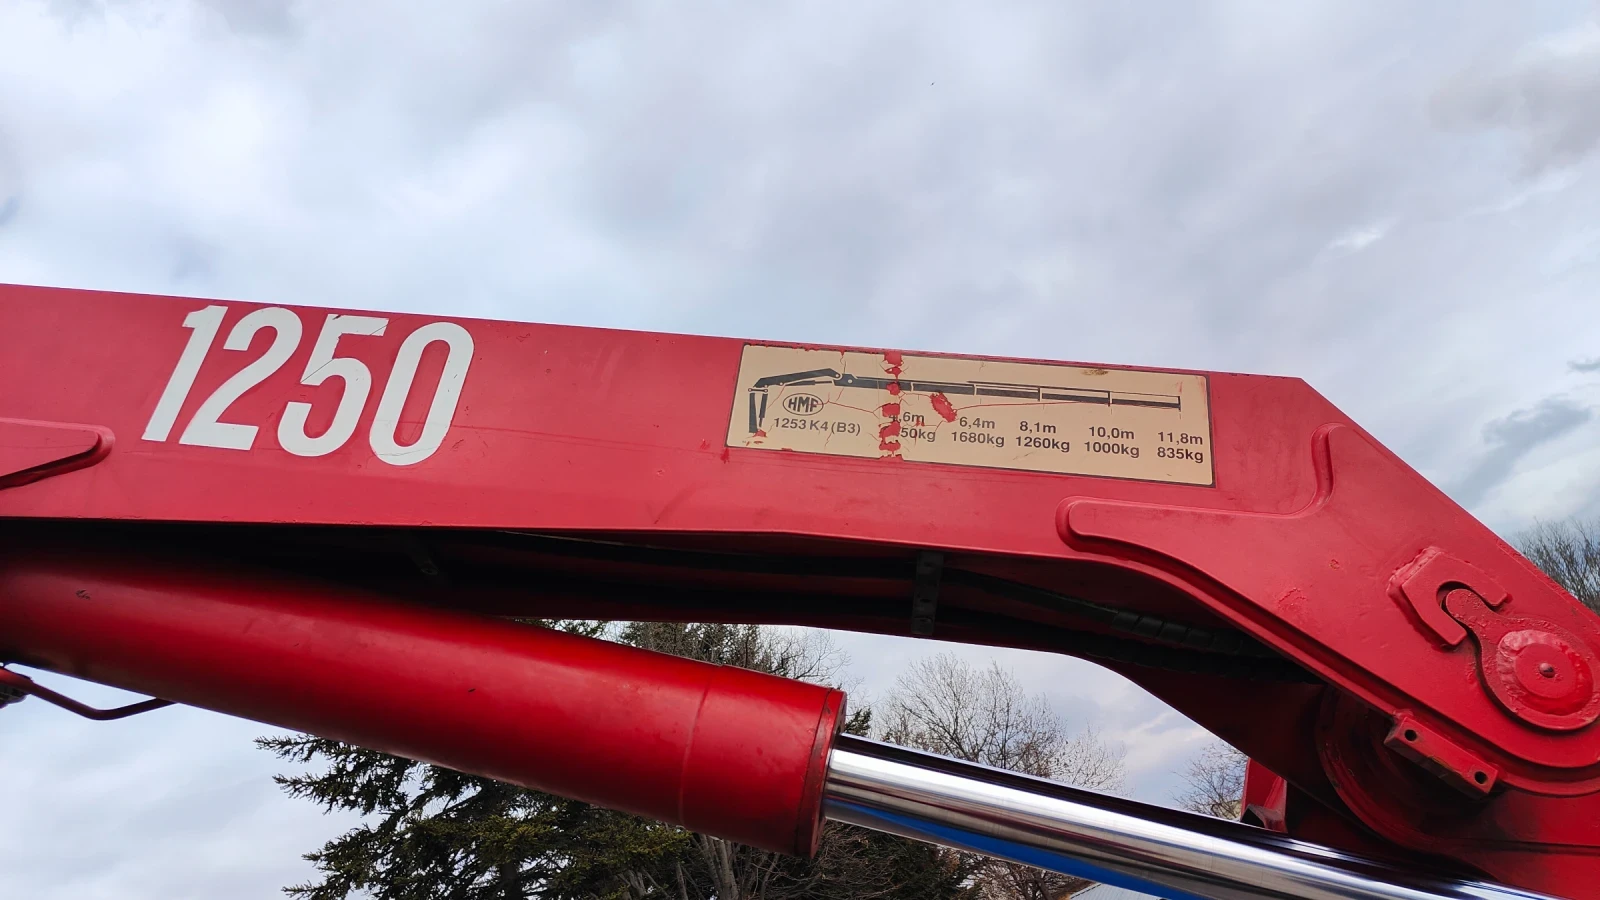 1250
HMF
1253 K4 (B3)
6,4m 8,1m 10,0m 11,8m
1680kg 1260kg 1000kg 835kg